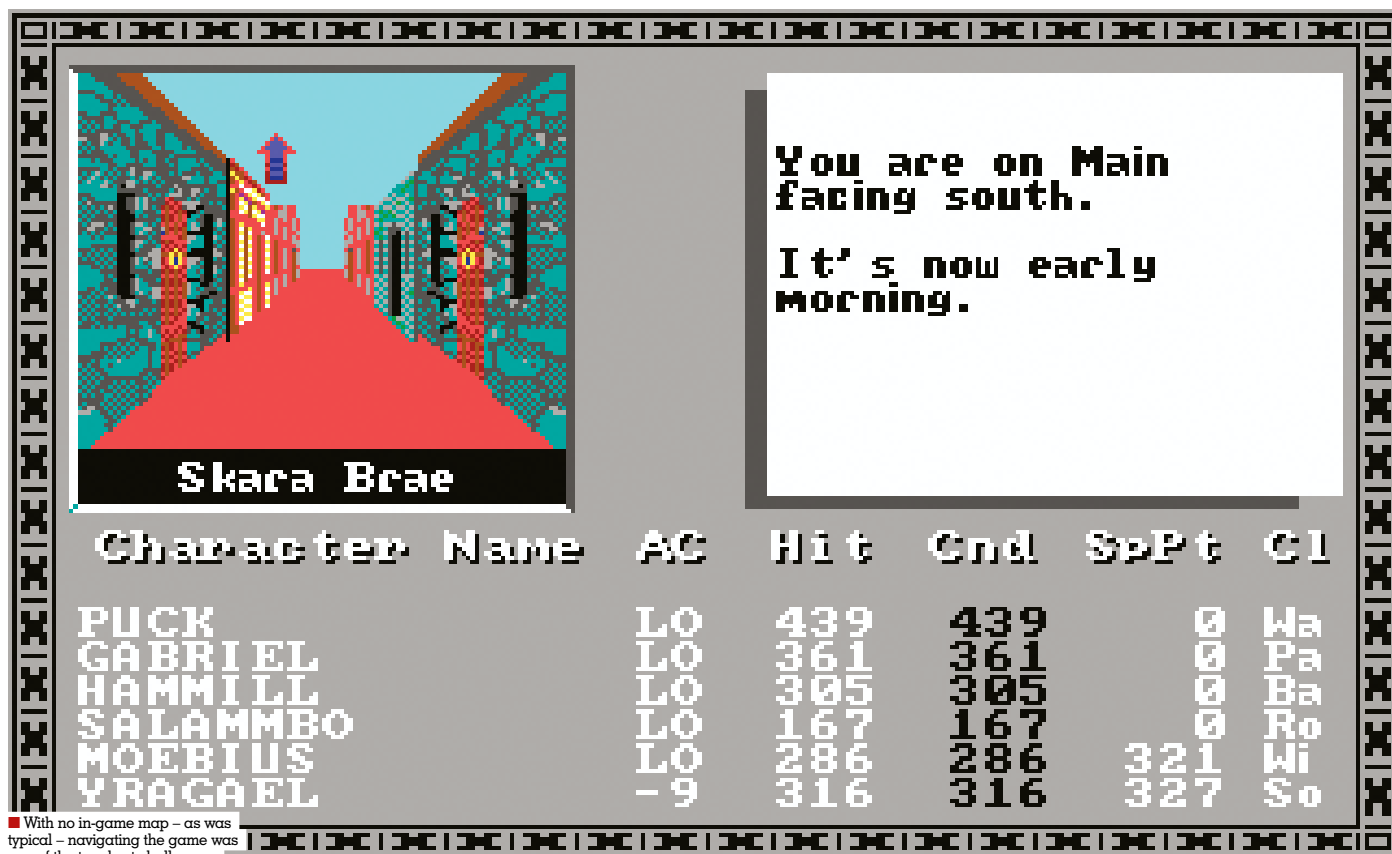 You are on Main
facing south.
It's now early
morning.
Skara Brae
Character Name AC Hit Cnd SpPt Cl
PUCK LO 439 439 0 Wa
GABRIEL LO 361 361 0 Pa
HAMMILL LO 305 305 0 Ba
SALAMMBO LO 167 167 0 Ro
MOEBIUS LO 286 286 321 Wi
YRAGAEL -9 316 316 327 So
With no in-game map – as was
typical – navigating the game was